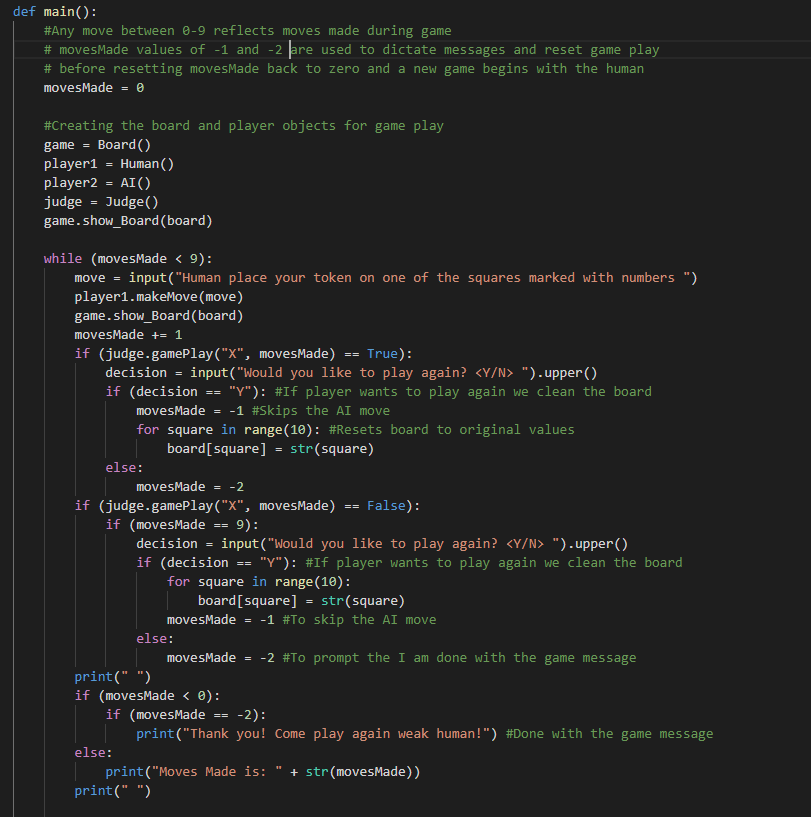 def main():
    #Any move between 0-9 reflects moves made during game
    # movesMade values of -1 and -2 are used to dictate messages and reset game play
    # before resetting movesMade back to zero and a new game begins with the human
    movesMade = 0

    #Creating the board and player objects for game play
    game = Board()
    player1 = Human()
    player2 = AI()
    judge = Judge()
    game.show_Board(board)

    while (movesMade < 9):
        move = input("Human place your token on one of the squares marked with numbers ")
        player1.makeMove(move)
        game.show_Board(board)
        movesMade += 1
        if (judge.gamePlay("X", movesMade) == True):
            decision = input("Would you like to play again? <Y/N> ").upper()
            if (decision == "Y"): #If player wants to play again we clean the board
                movesMade = -1 #Skips the AI move
                for square in range(10): #Resets board to original values
                    board[square] = str(square)
            else:
                movesMade = -2
        if (judge.gamePlay("X", movesMade) == False):
            if (movesMade == 9):
                decision = input("Would you like to play again? <Y/N> ").upper()
                if (decision == "Y"): #If player wants to play again we clean the board
                    for square in range(10):
                        board[square] = str(square)
                    movesMade = -1 #To skip the AI move
                else:
                    movesMade = -2 #To prompt the I am done with the game message
        print(" ")
        if (movesMade < 0):
            if (movesMade == -2):
                print("Thank you! Come play again weak human!") #Done with the game message
        else:
            print("Moves Made is: " + str(movesMade))
        print(" ")